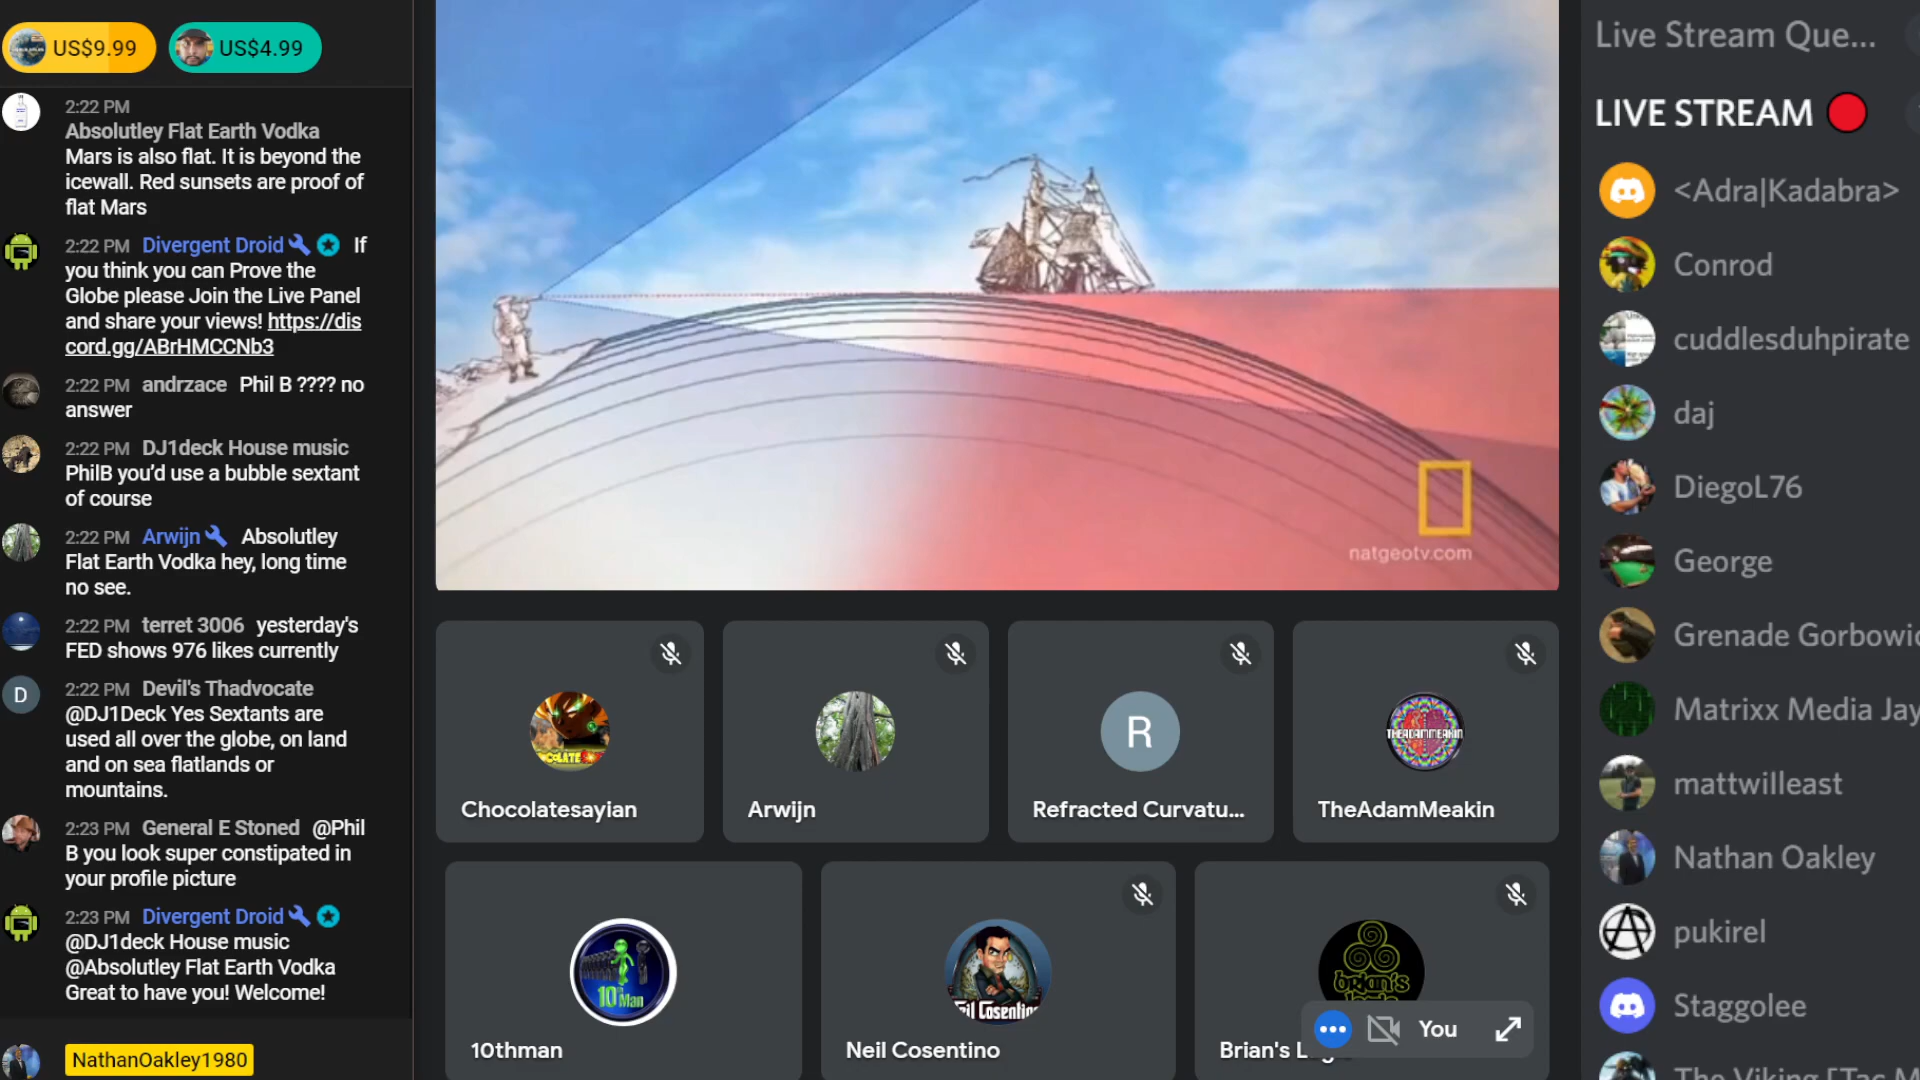 US$9.99
US$4.99
2:22 PM
Absolutley Flat Earth Vodka
Mars is also flat. It is beyond the
icewall. Red sunsets are proof of
flat Mars
2:22 PM Divergent Droid If
you think you can Prove the
Globe please Join the Live Panel
and share your views! https://dis
cord.gg/ABrHMCCNb3
2:22 PM andrzace Phil B ???? no
answer
2:22 PM DJ1deck House music
PhilB you’d use a bubble sextant
of course
2:22 PM Arwijn Absolutley
Flat Earth Vodka hey, long time
no see.
2:22 PM terret 3006 yesterday's
FED shows 976 likes currently
D
2:22 PM Devil's Thadvocate
@DJ1Deck Yes Sextants are
used all over the globe, on land
and on sea flatlands or
mountains.
2:23 PM General E Stoned @Phil
B you look super constipated in
your profile picture
2:23 PM Divergent Droid
@DJ1deck House music
@Absolutley Flat Earth Vodka
Great to have you! Welcome!
NathanOakley1980
natgeotv.com
Chocolatesayian
Arwijn
R
Refracted Curvatu...
THEADAMMEAKIN
TheAdamMeakin
10th Man
10thman
Neil Cosentino
Brian's
You
Live Stream Que...
LIVE STREAM
<Adra|Kadabra>
Conrod
cuddlesduhpirate
daj
DiegoL76
George
Grenade Gorbowic
Matrixx Media Jay
mattwilleast
Nathan Oakley
pukirel
Staggolee
The Viking [Tac M